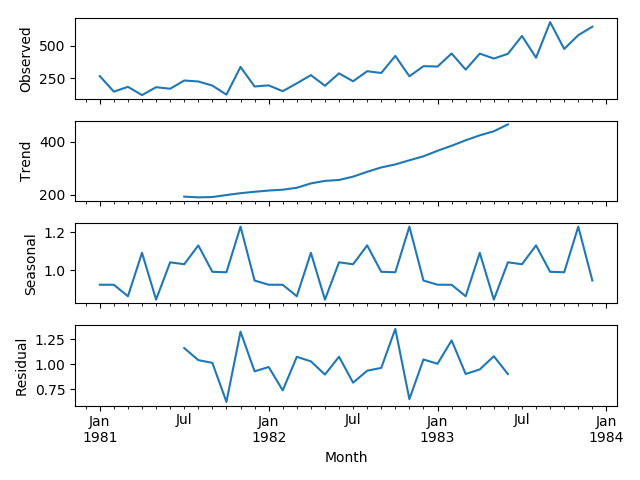 Observed
500
250
Trend
400
200
Seasonal
1.2
1.0
Residual
1.25
1.00
0.75
Jan Jul Jan Jul Jan Jul Jan
1981 1982 1983 1984
Month